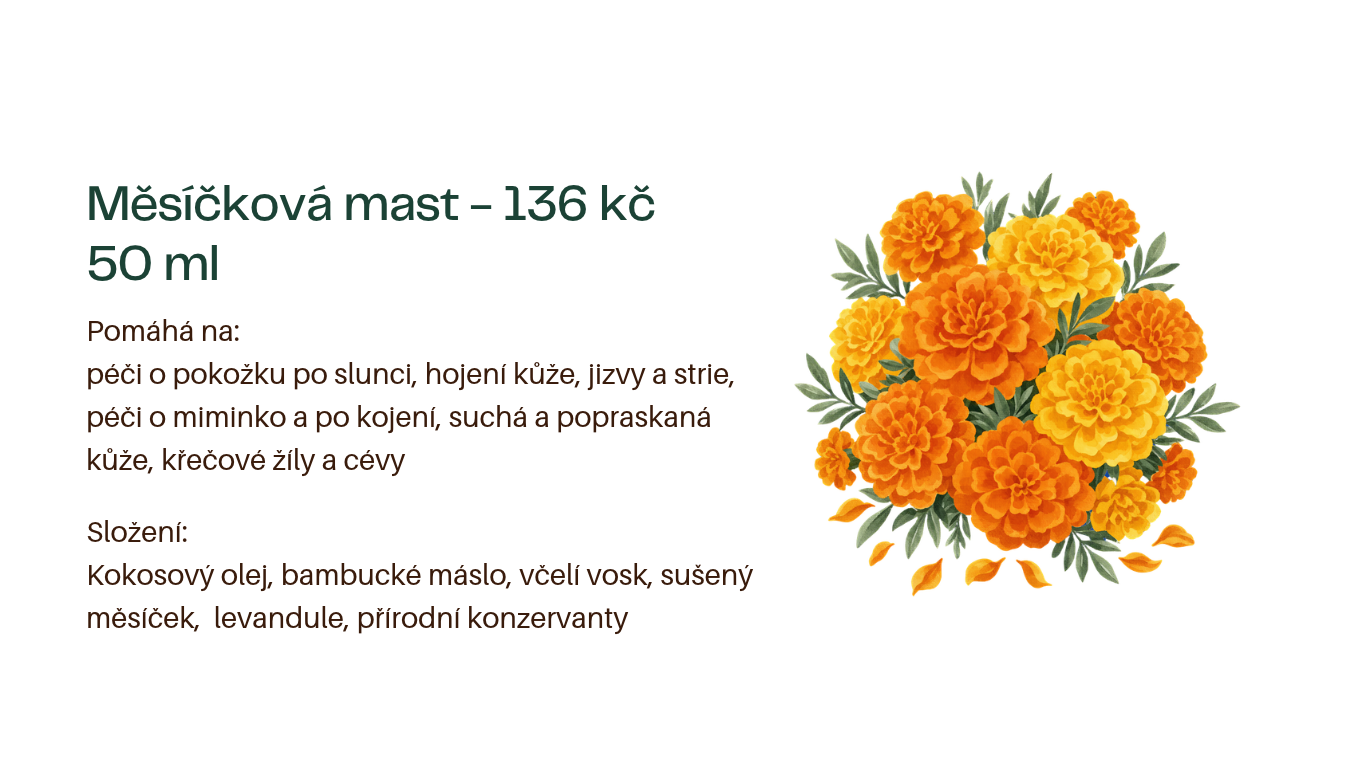 Měsíčková mast – 136 kč
50 ml
Pomáhá na:
péči o pokožku po slunci, hojení kůže, jizvy a strie,
péči o miminko a po kojení, suchá a popraskaná
kůže, křečové žíly a cévy
Složení:
Kokosový olej, bambucké máslo, včelí vosk, sušený
měsíček,  levandule, přírodní konzervanty